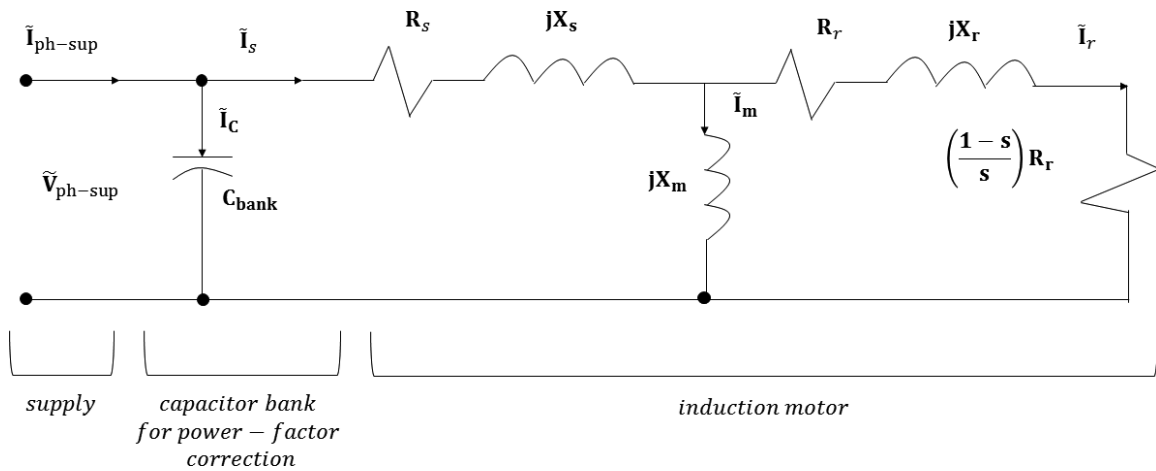 Ĩph−sup
Ĩs
Rs
jXs
Rr
jXr
Ĩr
ĨC
Ĩm
Ṽph−sup
Cbank
jXm
((1 − s)/s) Rr
supply
capacitor bank
for power − factor
correction
induction motor